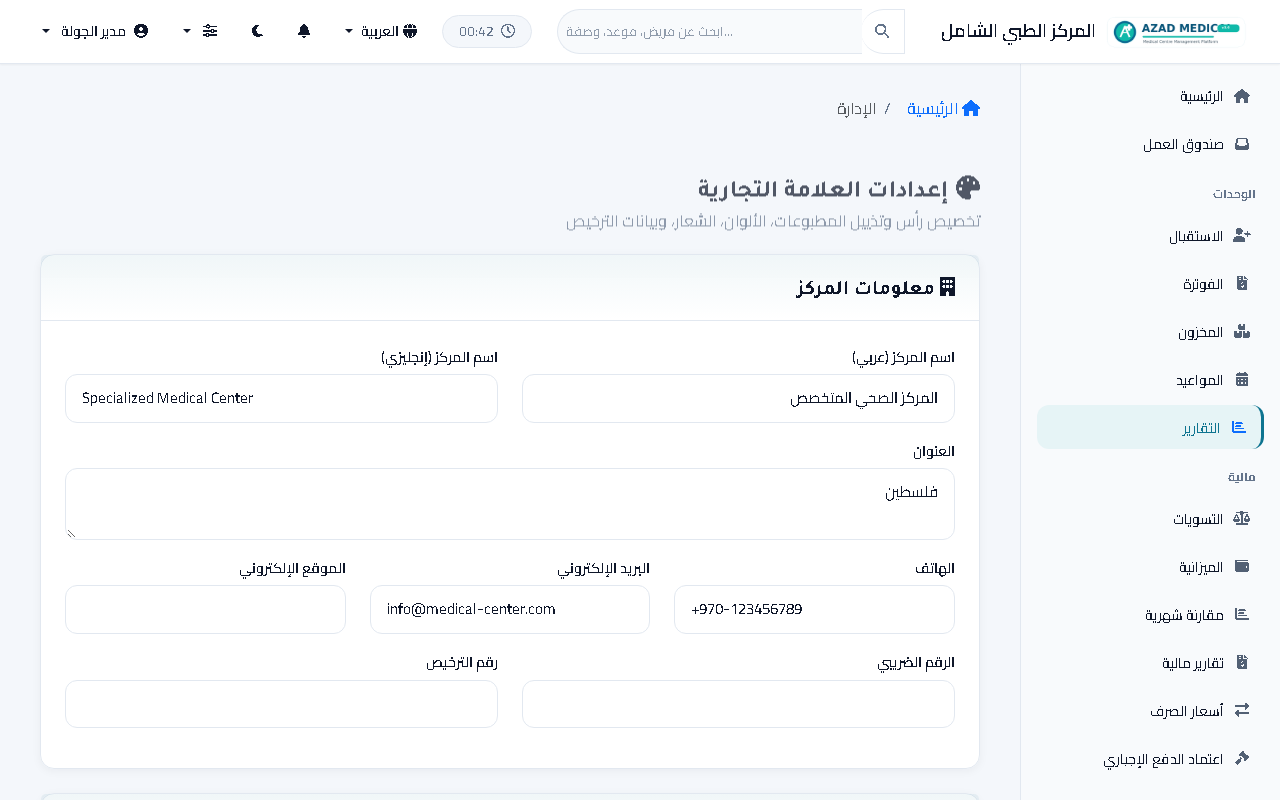 AZAD MEDIC
Medical Center Management Platform
المركز الطبي الشامل
ابحث عن مريض، موعد، وصفة...
00:42
العربية
مدير الجولة
الرئيسية
صندوق العمل
الوحدات
الاستقبال
الفوترة
المخزون
المواعيد
التقارير
مالية
التسويات
الميزانية
مقارنة شهرية
تقارير مالية
أسعار الصرف
اعتماد الدفع الإجباري
الرئيسية / الإدارة
إعدادات العلامة التجارية
تخصيص رأس وتذييل المطبوعات، الألوان، الشعار، وبيانات الترخيص
معلومات المركز
اسم المركز (عربي)
المركز الصحي المتخصص
اسم المركز (إنجليزي)
Specialized Medical Center
العنوان
فلسطين
الهاتف
+970-123456789
البريد الإلكتروني
info@medical-center.com
الموقع الإلكتروني
الرقم الضريبي
رقم الترخيص